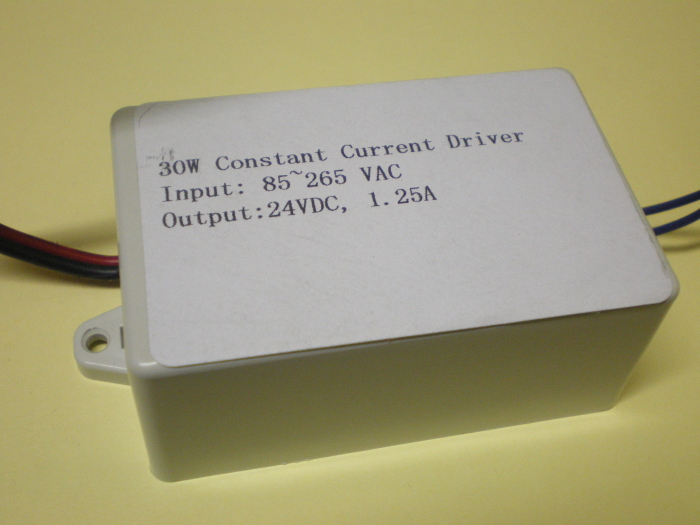 30W Constant Current Driver
Input: 85~265 VAC
Output:24VDC, 1.25A